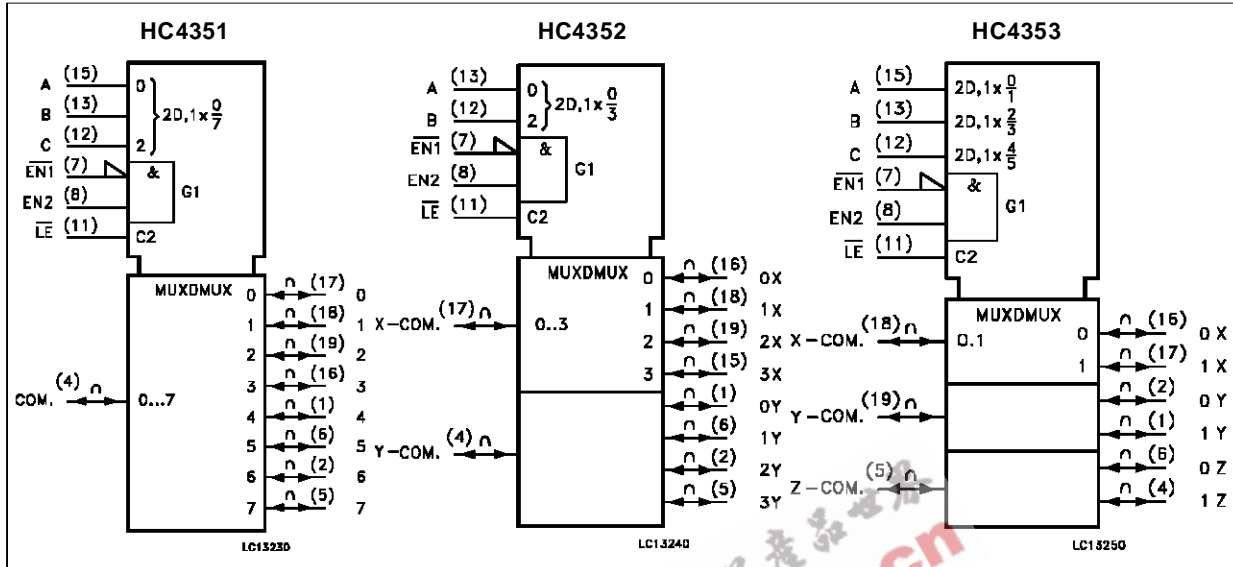 HC4351
A (15) 0
B (13) 2D,1x 0/7
C (12) 2
EN1 (7) &
G1
EN2 (8)
LE (11) C2
MUXDMUX
0 n (17) 0
1 n (18) 1
2 n (19) 2
3 n (16) 3
COM. (4) n 0...7
4 n (1) 4
5 n (6) 5
6 n (2) 6
7 n (5) 7
LC13230
HC4352
A (13) 0
2D,1x 0/3
B (12) 2
EN1 (7) &
G1
EN2 (8)
LE (11) C2
MUXDMUX
0 n (16) 0X
1 n (18) 1X
X-COM. (17) n 0..3
2 n (19) 2X
3 n (15) 3X
n (1) 0Y
n (6) 1Y
Y-COM. (4) n
n (2) 2Y
n (5) 3Y
LC13240
HC4353
A (15) 2D,1x 0/1
B (13) 2D,1x 2/3
C (12) 2D,1x 4/5
EN1 (7) &
G1
EN2 (8)
LE (11) C2
MUXDMUX
0 n (16) 0X
X-COM. (18) n 0.1
1 n (17) 1X
n (2) 0Y
Y-COM. (19) n
n (1) 1Y
n (6) 0Z
Z-COM. (5) n
n (4) 1Z
LC13250
產品世界
.cn